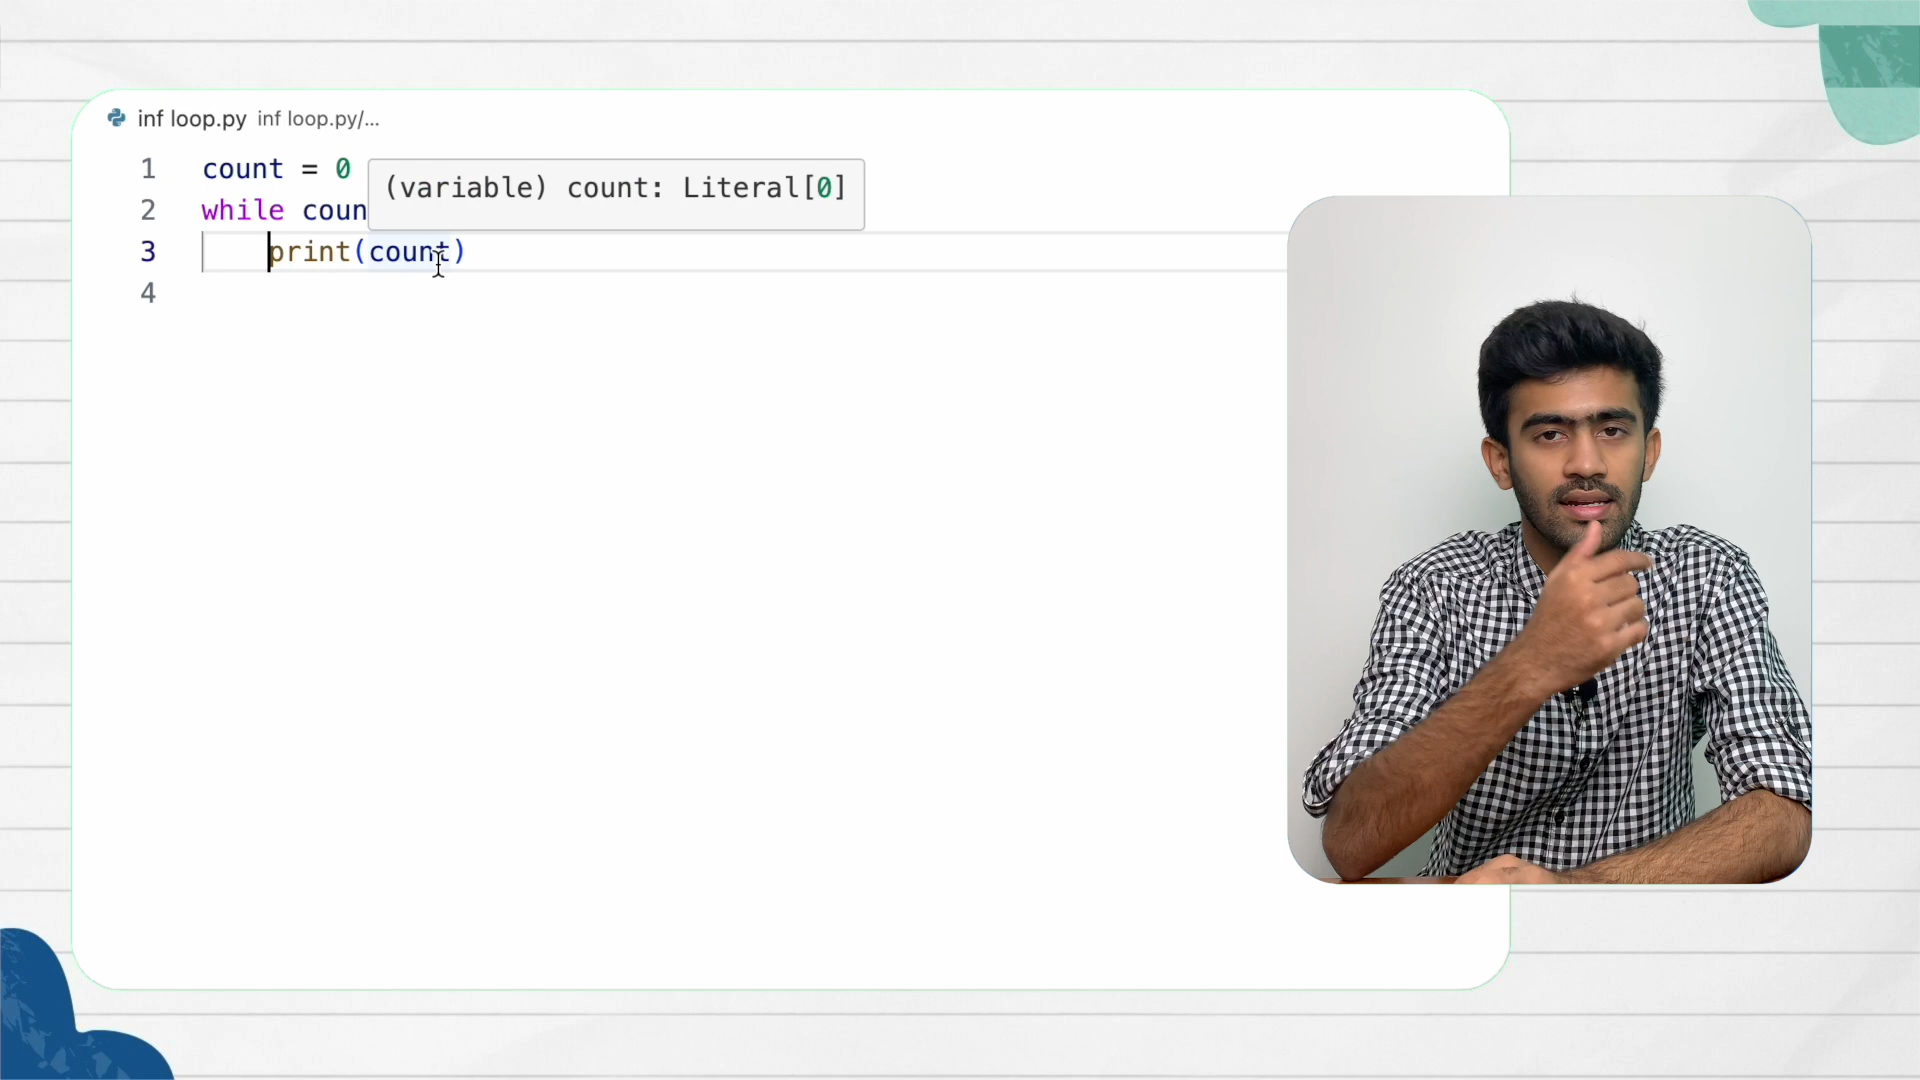 inf loop.py inf loop.py/...
1 count = 0
(variable) count: Literal[0]
2 while coun
3 print(count)
4